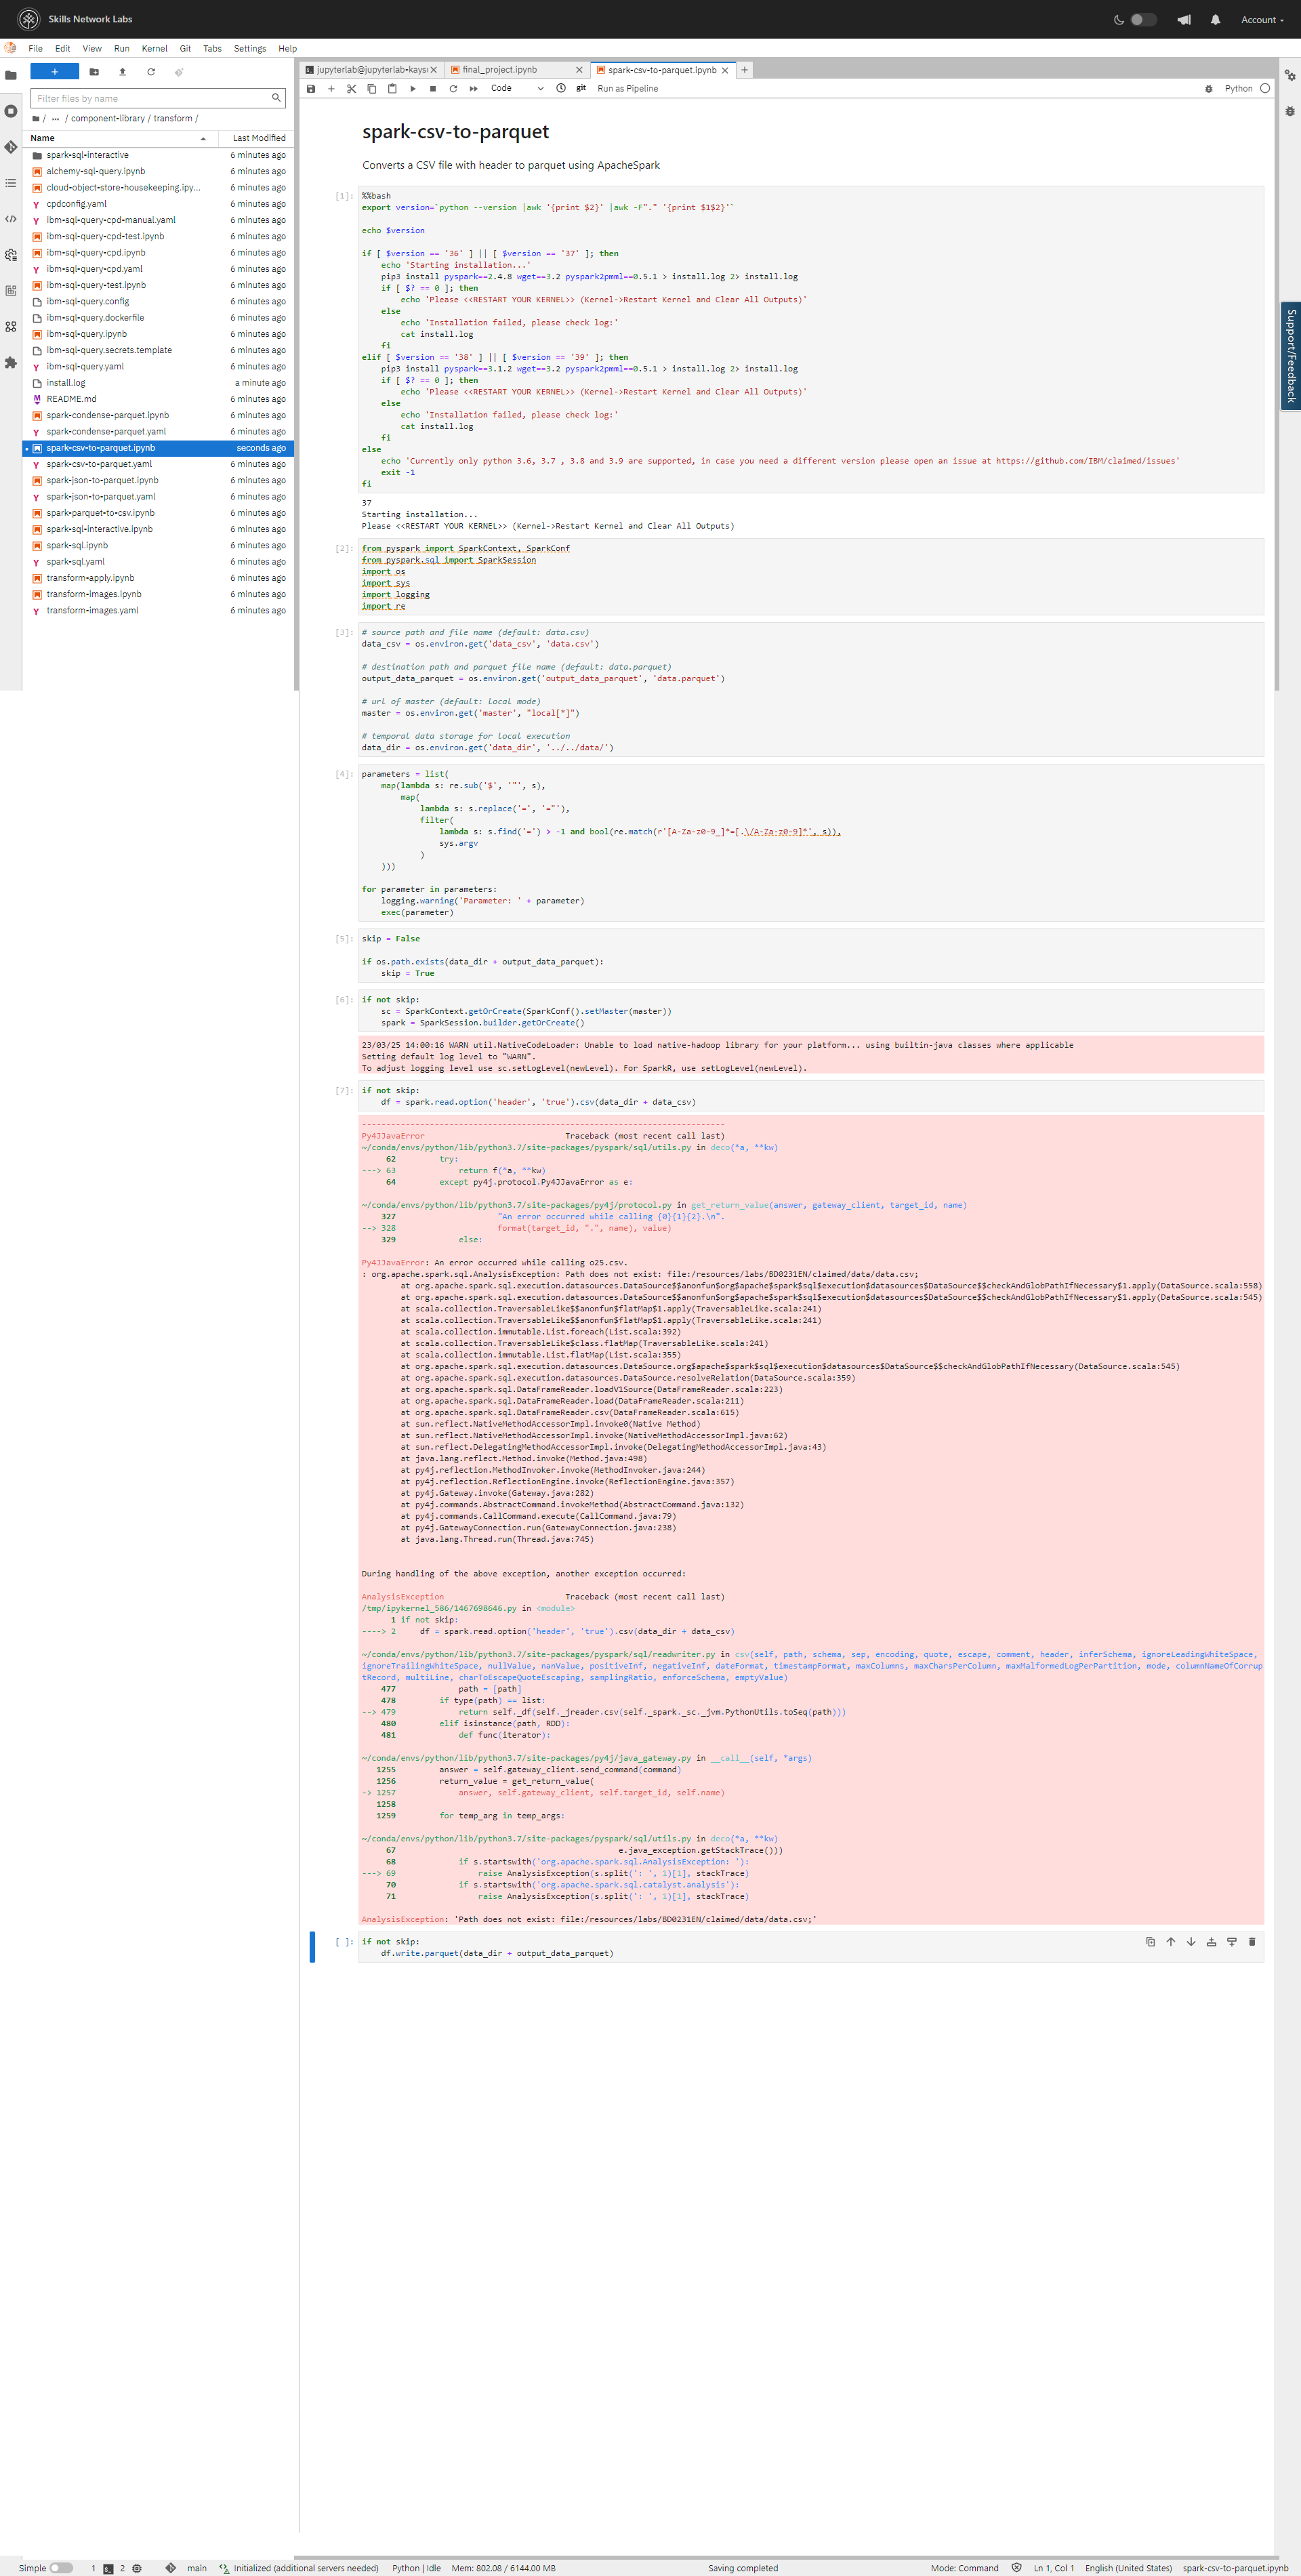 Skills Network Labs
Account
File Edit View Run Kernel Git Tabs Settings Help
Filter files by name
/ ... / component-library / transform /
Name Last Modified
spark-sql-interactive 6 minutes ago
alchemy-sql-query.ipynb 6 minutes ago
cloud-object-store-housekeeping.ipy... 6 minutes ago
cpdconfig.yaml 6 minutes ago
ibm-sql-query-cpd-manual.yaml 6 minutes ago
ibm-sql-query-cpd-test.ipynb 6 minutes ago
ibm-sql-query-cpd.ipynb 6 minutes ago
ibm-sql-query-cpd.yaml 6 minutes ago
ibm-sql-query-test.ipynb 6 minutes ago
ibm-sql-query.config 6 minutes ago
ibm-sql-query.dockerfile 6 minutes ago
ibm-sql-query.ipynb 6 minutes ago
ibm-sql-query.secrets.template 6 minutes ago
ibm-sql-query.yaml 6 minutes ago
install.log a minute ago
README.md 6 minutes ago
spark-condense-parquet.ipynb 6 minutes ago
spark-condense-parquet.yaml 6 minutes ago
spark-csv-to-parquet.ipynb seconds ago
spark-csv-to-parquet.yaml 6 minutes ago
spark-json-to-parquet.ipynb 6 minutes ago
spark-json-to-parquet.yaml 6 minutes ago
spark-parquet-to-csv.ipynb 6 minutes ago
spark-sql-interactive.ipynb 6 minutes ago
spark-sql.ipynb 6 minutes ago
spark-sql.yaml 6 minutes ago
transform-apply.ipynb 6 minutes ago
transform-images.ipynb 6 minutes ago
transform-images.yaml 6 minutes ago
jupyterlab@jupyterlab-kaysı final_project.ipynb spark-csv-to-parquet.ipynb
Code git Run as Pipeline Python
spark-csv-to-parquet
Converts a CSV file with header to parquet using ApacheSpark
[1]: %%bash
export version=`python --version |awk '{print $2}' |awk -F"." '{print $1$2}'`
echo $version
if [ $version == '36' ] || [ $version == '37' ]; then
echo 'Starting installation...'
pip3 install pyspark==2.4.8 wget==3.2 pyspark2pmml==0.5.1 > install.log 2> install.log
if [ $? == 0 ]; then
echo 'Please <<RESTART YOUR KERNEL>> (Kernel->Restart Kernel and Clear All Outputs)'
else
echo 'Installation failed, please check log:'
cat install.log
fi
elif [ $version == '38' ] || [ $version == '39' ]; then
pip3 install pyspark==3.1.2 wget==3.2 pyspark2pmml==0.5.1 > install.log 2> install.log
if [ $? == 0 ]; then
echo 'Please <<RESTART YOUR KERNEL>> (Kernel->Restart Kernel and Clear All Outputs)'
else
echo 'Installation failed, please check log:'
cat install.log
fi
else
echo 'Currently only python 3.6, 3.7 , 3.8 and 3.9 are supported, in case you need a different version please open an issue at https://github.com/IBM/claimed/issues'
exit -1
fi
37
Starting installation...
Please <<RESTART YOUR KERNEL>> (Kernel->Restart Kernel and Clear All Outputs)
[2]: from pyspark import SparkContext, SparkConf
from pyspark.sql import SparkSession
import os
import sys
import logging
import re
[3]: # source path and file name (default: data.csv)
data_csv = os.environ.get('data_csv', 'data.csv')
# destination path and parquet file name (default: data.parquet)
output_data_parquet = os.environ.get('output_data_parquet', 'data.parquet')
# url of master (default: local mode)
master = os.environ.get('master', "local[*]")
# temporal data storage for local execution
data_dir = os.environ.get('data_dir', '../../data/')
[4]: parameters = list(
map(lambda s: re.sub('$', '"', s),
map(
lambda s: s.replace('=', '="'),
filter(
lambda s: s.find('=') > -1 and bool(re.match(r'[A-Za-z0-9_]*=[.\/A-Za-z0-9]*', s)),
sys.argv
)
)))
for parameter in parameters:
logging.warning('Parameter: ' + parameter)
exec(parameter)
[5]: skip = False
if os.path.exists(data_dir + output_data_parquet):
skip = True
[6]: if not skip:
sc = SparkContext.getOrCreate(SparkConf().setMaster(master))
spark = SparkSession.builder.getOrCreate()
23/03/25 14:00:16 WARN util.NativeCodeLoader: Unable to load native-hadoop library for your platform... using builtin-java classes where applicable
Setting default log level to "WARN".
To adjust logging level use sc.setLogLevel(newLevel). For SparkR, use setLogLevel(newLevel).
[7]: if not skip:
df = spark.read.option('header', 'true').csv(data_dir + data_csv)
---------------------------------------------------------------------------
Py4JJavaError Traceback (most recent call last)
~/conda/envs/python/lib/python3.7/site-packages/pyspark/sql/utils.py in deco(*a, **kw)
62 try:
---> 63 return f(*a, **kw)
64 except py4j.protocol.Py4JJavaError as e:
~/conda/envs/python/lib/python3.7/site-packages/py4j/protocol.py in get_return_value(answer, gateway_client, target_id, name)
327 "An error occurred while calling {0}{1}{2}.\n".
--> 328 format(target_id, ".", name), value)
329 else:
Py4JJavaError: An error occurred while calling o25.csv.
: org.apache.spark.sql.AnalysisException: Path does not exist: file:/resources/labs/BD0231EN/claimed/data/data.csv;
at org.apache.spark.sql.execution.datasources.DataSource$$anonfun$org$apache$spark$sql$execution$datasources$DataSource$$checkAndGlobPathIfNecessary$1.apply(DataSource.scala:558)
at org.apache.spark.sql.execution.datasources.DataSource$$anonfun$org$apache$spark$sql$execution$datasources$DataSource$$checkAndGlobPathIfNecessary$1.apply(DataSource.scala:545)
at scala.collection.TraversableLike$$anonfun$flatMap$1.apply(TraversableLike.scala:241)
at scala.collection.TraversableLike$$anonfun$flatMap$1.apply(TraversableLike.scala:241)
at scala.collection.immutable.List.foreach(List.scala:392)
at scala.collection.TraversableLike$class.flatMap(TraversableLike.scala:241)
at scala.collection.immutable.List.flatMap(List.scala:355)
at org.apache.spark.sql.execution.datasources.DataSource.org$apache$spark$sql$execution$datasources$DataSource$$checkAndGlobPathIfNecessary(DataSource.scala:545)
at org.apache.spark.sql.execution.datasources.DataSource.resolveRelation(DataSource.scala:359)
at org.apache.spark.sql.DataFrameReader.loadV1Source(DataFrameReader.scala:223)
at org.apache.spark.sql.DataFrameReader.load(DataFrameReader.scala:211)
at org.apache.spark.sql.DataFrameReader.csv(DataFrameReader.scala:615)
at sun.reflect.NativeMethodAccessorImpl.invoke0(Native Method)
at sun.reflect.NativeMethodAccessorImpl.invoke(NativeMethodAccessorImpl.java:62)
at sun.reflect.DelegatingMethodAccessorImpl.invoke(DelegatingMethodAccessorImpl.java:43)
at java.lang.reflect.Method.invoke(Method.java:498)
at py4j.reflection.MethodInvoker.invoke(MethodInvoker.java:244)
at py4j.reflection.ReflectionEngine.invoke(ReflectionEngine.java:357)
at py4j.Gateway.invoke(Gateway.java:282)
at py4j.commands.AbstractCommand.invokeMethod(AbstractCommand.java:132)
at py4j.commands.CallCommand.execute(CallCommand.java:79)
at py4j.GatewayConnection.run(GatewayConnection.java:238)
at java.lang.Thread.run(Thread.java:745)
During handling of the above exception, another exception occurred:
AnalysisException Traceback (most recent call last)
/tmp/ipykernel_586/1467698646.py in <module>
1 if not skip:
----> 2 df = spark.read.option('header', 'true').csv(data_dir + data_csv)
~/conda/envs/python/lib/python3.7/site-packages/pyspark/sql/readwriter.py in csv(self, path, schema, sep, encoding, quote, escape, comment, header, inferSchema, ignoreLeadingWhiteSpace,
ignoreTrailingWhiteSpace, nullValue, nanValue, positiveInf, negativeInf, dateFormat, timestampFormat, maxColumns, maxCharsPerColumn, maxMalformedLogPerPartition, mode, columnNameOfCorrup
tRecord, multiLine, charToEscapeQuoteEscaping, samplingRatio, enforceSchema, emptyValue)
477 path = [path]
478 if type(path) == list:
--> 479 return self._df(self._jreader.csv(self._spark._sc._jvm.PythonUtils.toSeq(path)))
480 elif isinstance(path, RDD):
481 def func(iterator):
~/conda/envs/python/lib/python3.7/site-packages/py4j/java_gateway.py in __call__(self, *args)
1255 answer = self.gateway_client.send_command(command)
1256 return_value = get_return_value(
-> 1257 answer, self.gateway_client, self.target_id, self.name)
1258
1259 for temp_arg in temp_args:
~/conda/envs/python/lib/python3.7/site-packages/pyspark/sql/utils.py in deco(*a, **kw)
67 e.java_exception.getStackTrace()))
68 if s.startswith('org.apache.spark.sql.AnalysisException: '):
---> 69 raise AnalysisException(s.split(': ', 1)[1], stackTrace)
70 if s.startswith('org.apache.spark.sql.catalyst.analysis'):
71 raise AnalysisException(s.split(': ', 1)[1], stackTrace)
AnalysisException: 'Path does not exist: file:/resources/labs/BD0231EN/claimed/data/data.csv;'
[ ]: if not skip:
df.write.parquet(data_dir + output_data_parquet)
Support/Feedback
Simple 1 2 main Initialized (additional servers needed) Python | Idle Mem: 802.08 / 6144.00 MB Saving completed Mode: Command Ln 1, Col 1 English (United States) spark-csv-to-parquet.ipynb